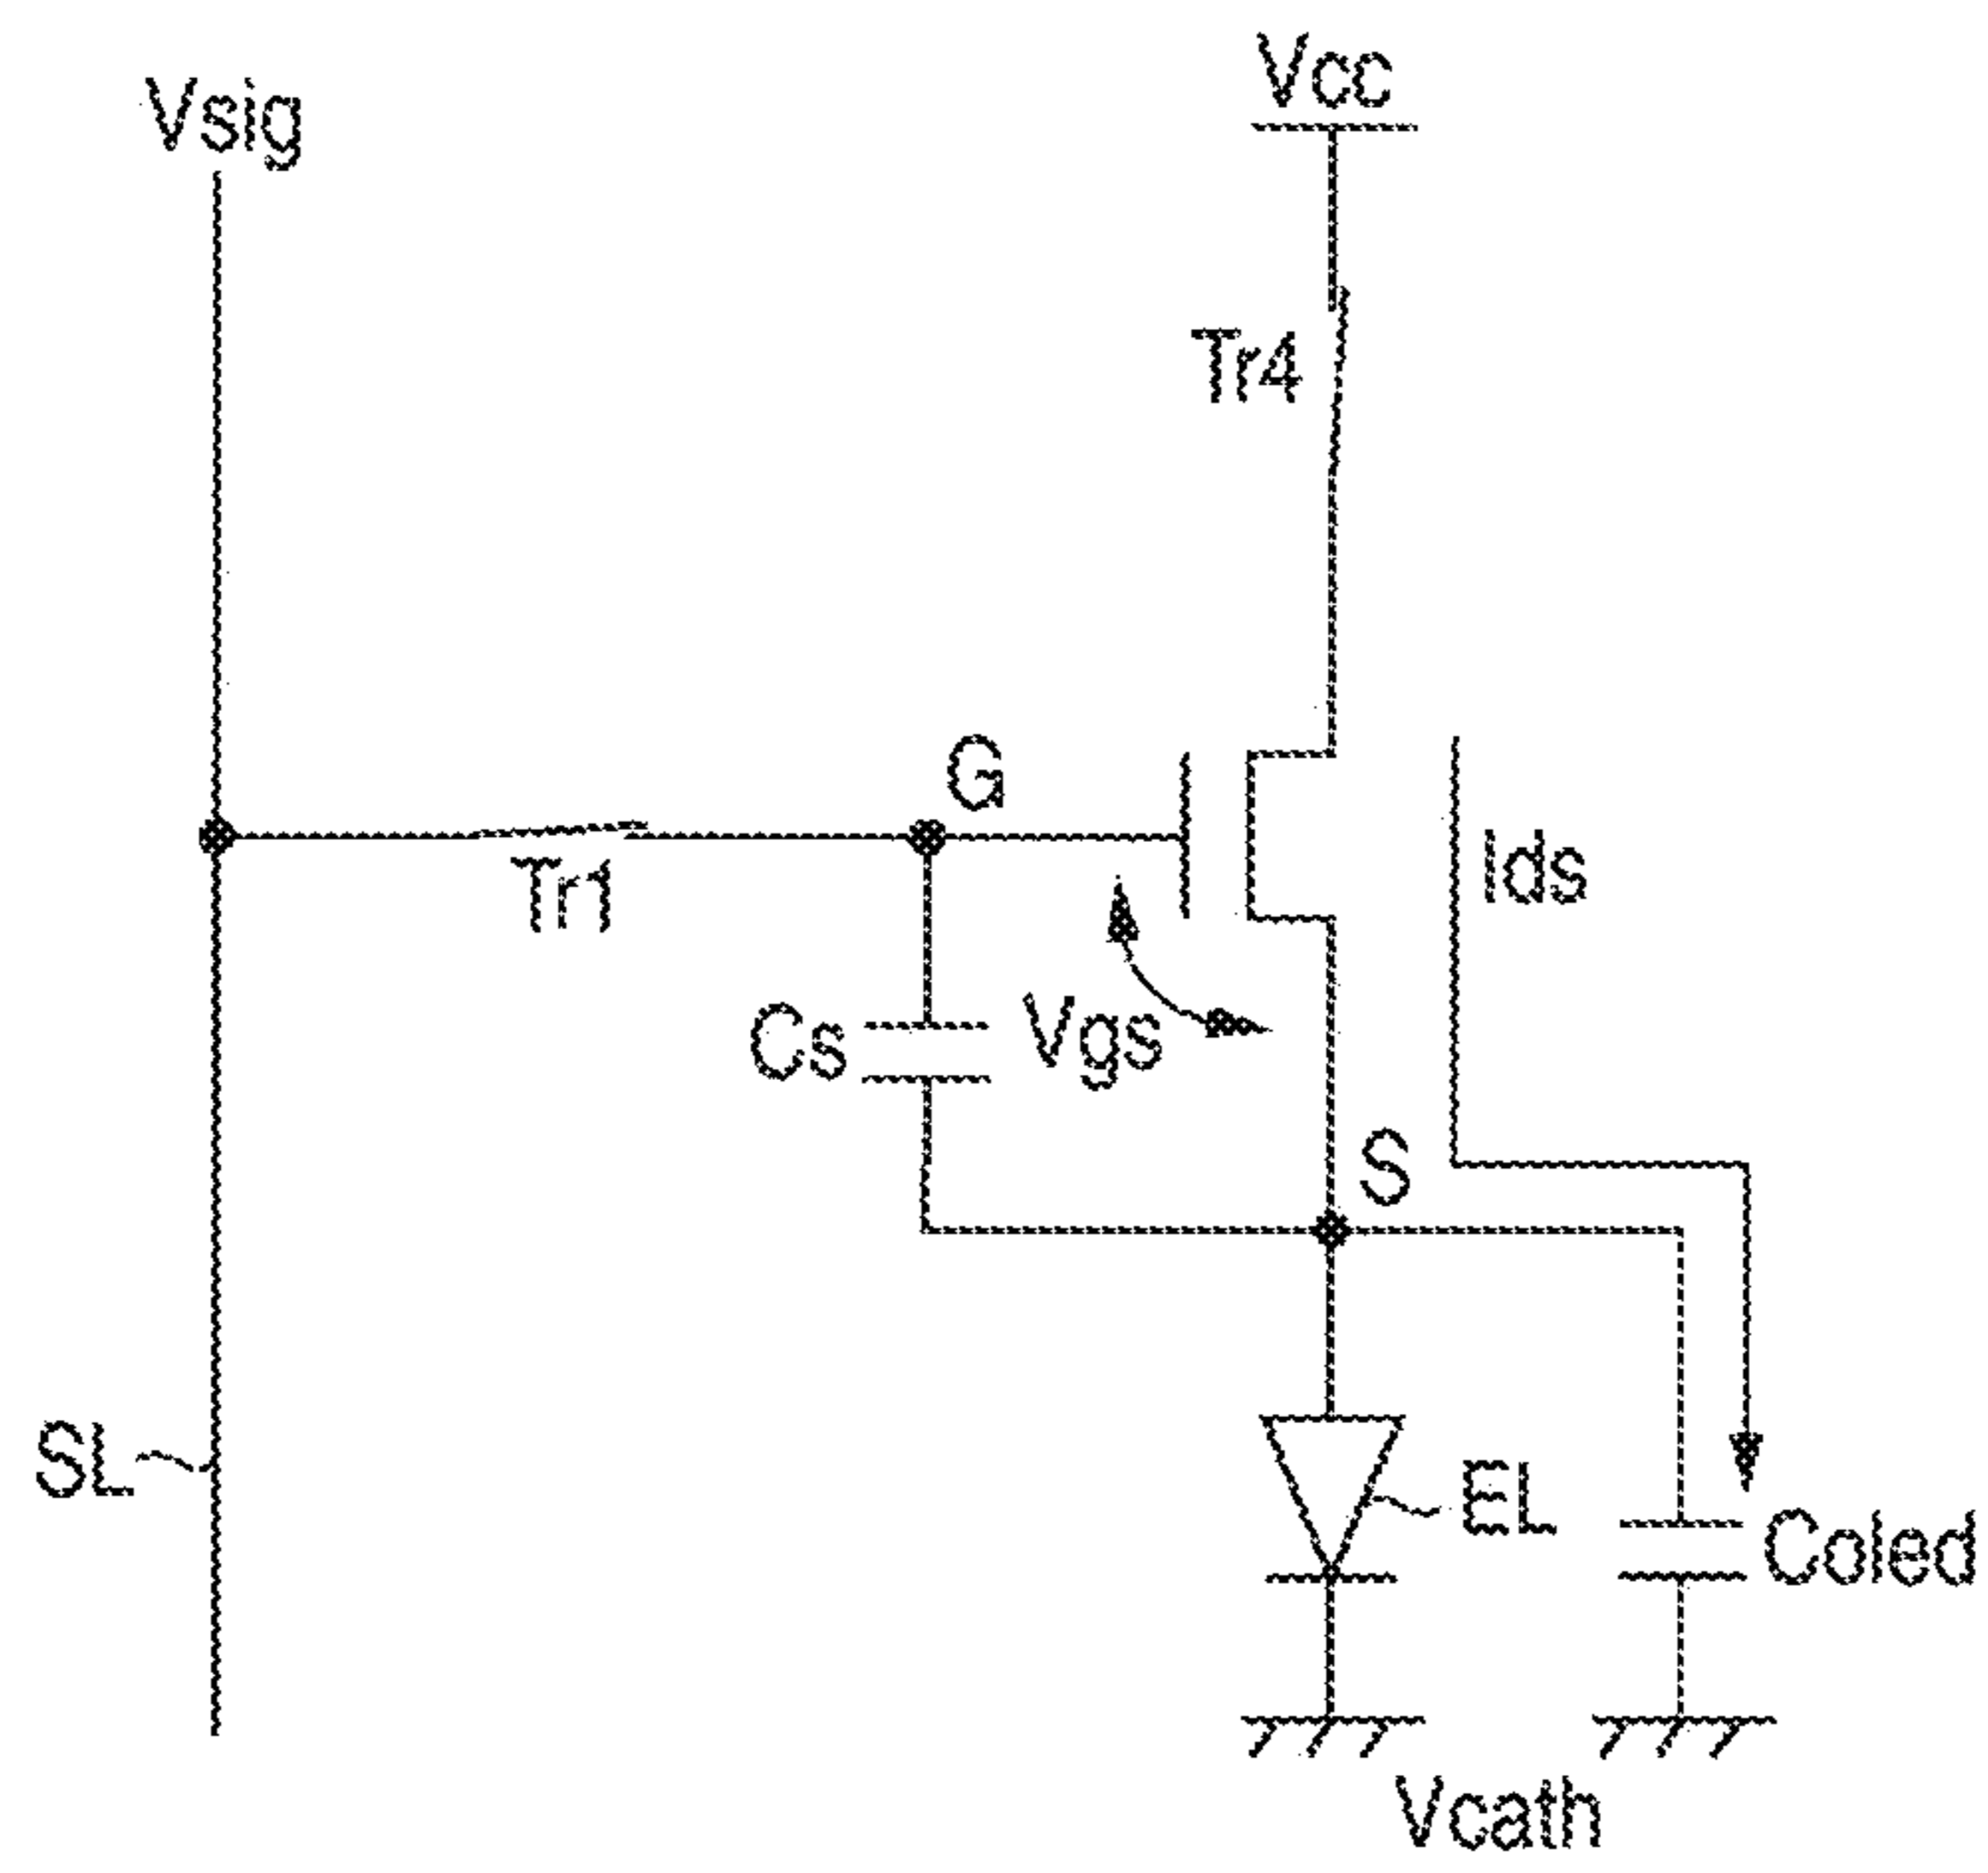 Vsig
Vcc
Tr4
G
Tr1
Ids
Cs
Vgs
S
SL
EL
Coled
Vcath